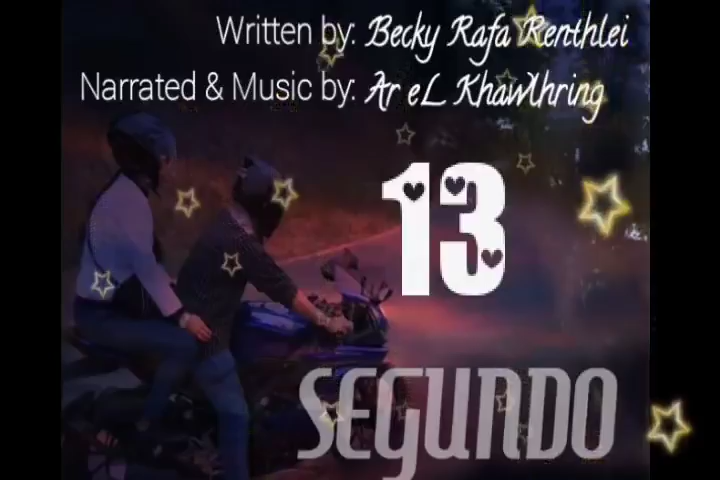 Written by: Becky Rafa Renthlei
Narrated & Music by: Ar eL Khawlhring
13
SEGUNDO